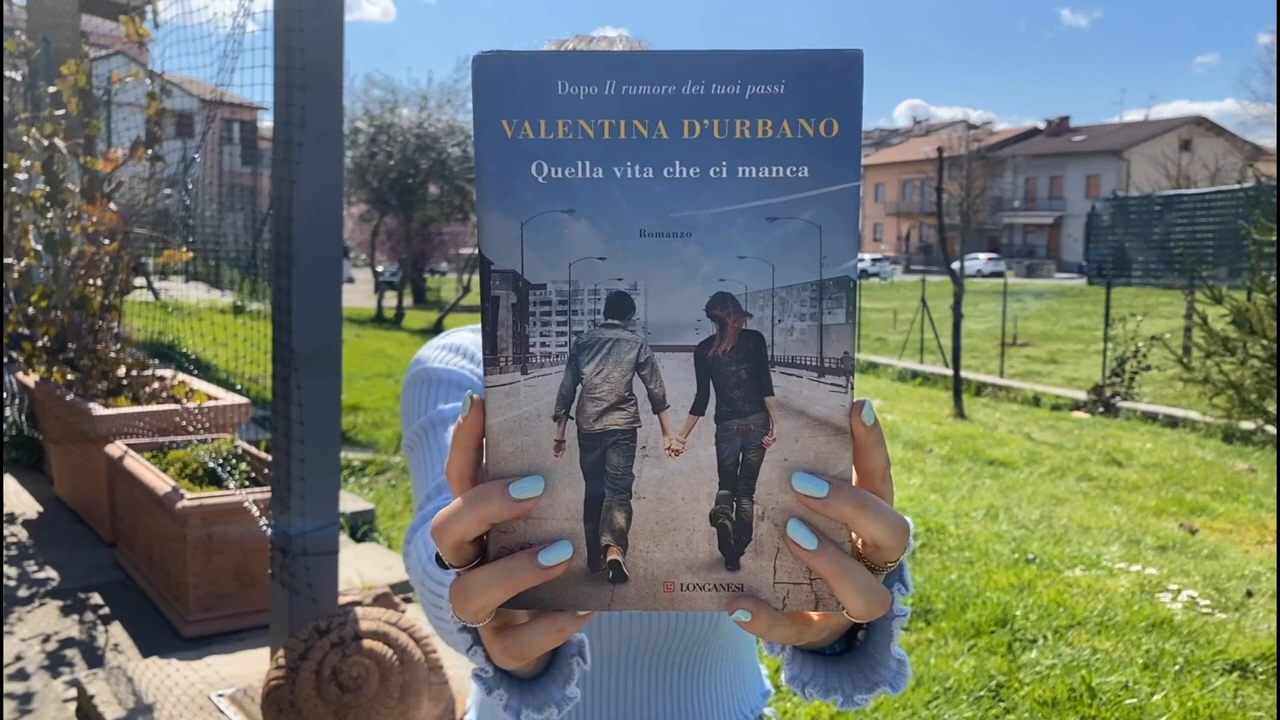 Dopo Il rumore dei tuoi passi
VALENTINA D'URBANO
Quella vita che ci manca
Romanzo
LONGANESI